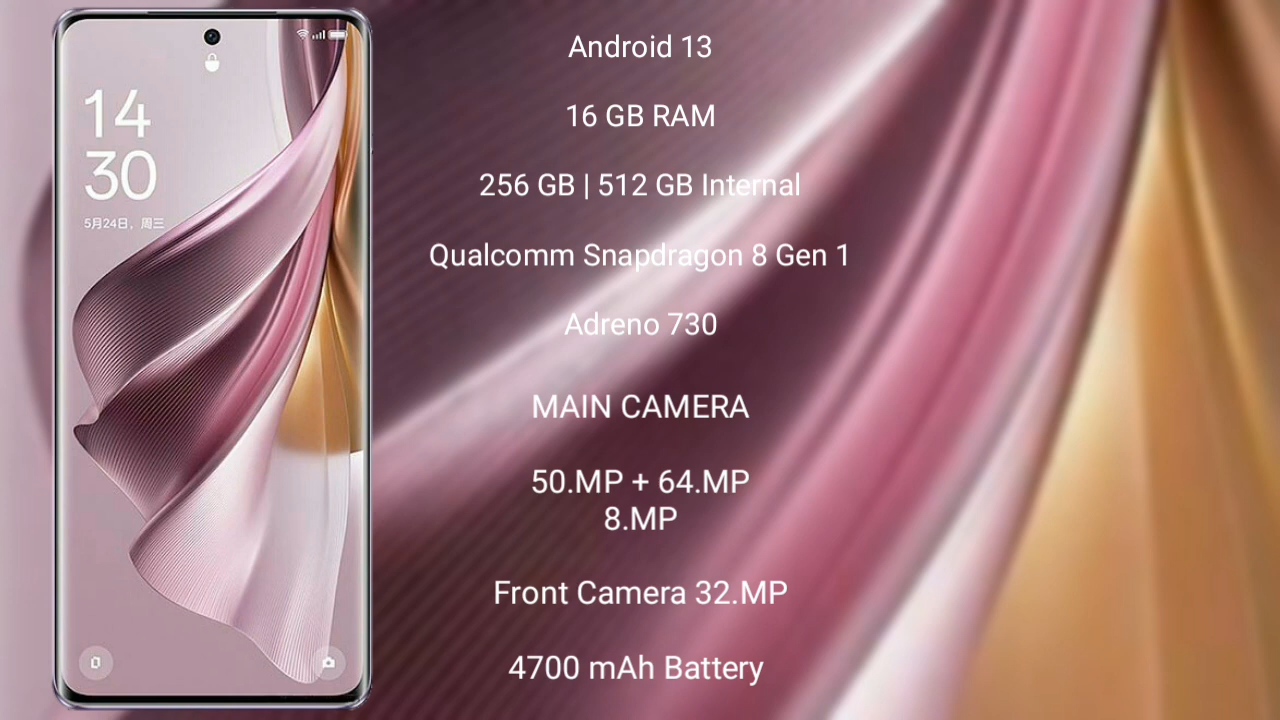 14
30
5月24日，周三
Android 13
16 GB RAM
256 GB | 512 GB Internal
Qualcomm Snapdragon 8 Gen 1
Adreno 730
MAIN CAMERA
50.MP + 64.MP
8.MP
Front Camera 32.MP
4700 mAh Battery